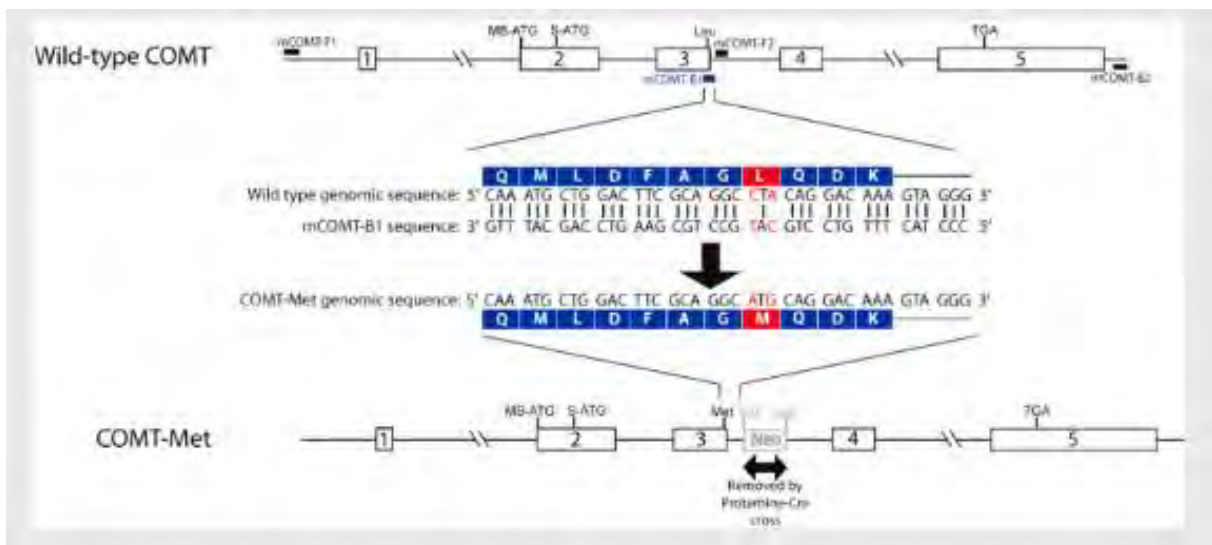 MB-ATG S-ATG Leu TGA
Wild-type COMT mCOMT-F1 1 2 3 mCOMT-F2 4 5
mCOMT-B1 mCOMT-B2
Q M L D F A G L Q D K
Wild type genomic sequence: 5' CAA ATG CTG GAC TTC GCA GGC CTA CAG GAC AAA GTA GGG 3'
mCOMT-B1 sequence: 3' GTT TAC GAC CTG AAG CGT CCG TAC GTC CTG TTT CAT CCC 5'
COMT-Met genomic sequence: 5' CAA ATG CTG GAC TTC GCA GGC ATG CAG GAC AAA GTA GGG 3'
Q M L D F A G M Q D K
MB-ATG S-ATG Met TGA
COMT-Met 1 2 3 Neo 4 5
Removed by
Protamine-Cre
cross